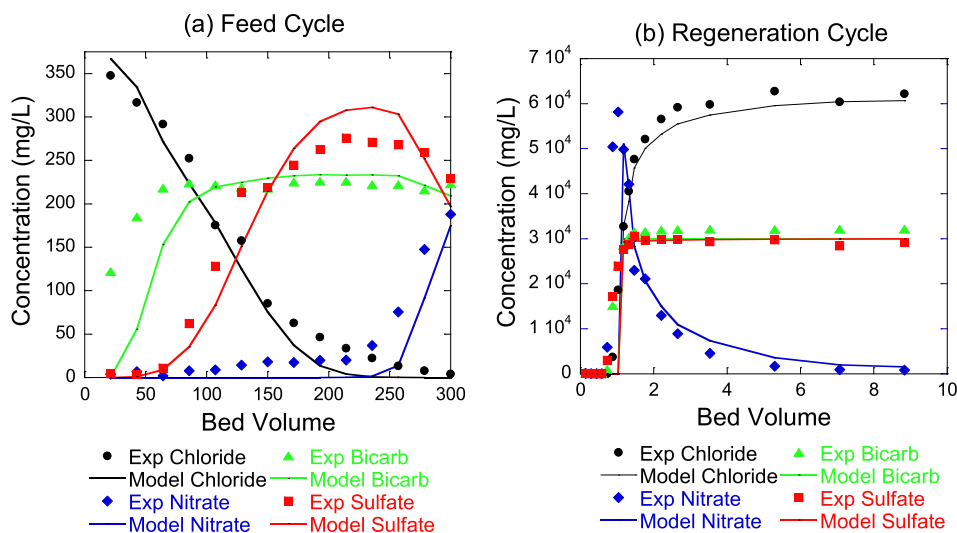 (a) Feed Cycle
Concentration (mg/L)
350
300
250
200
150
100
50
0
0 50 100 150 200 250 300
Bed Volume
Exp Chloride
Model Chloride
Exp Nitrate
Model Nitrate
Exp Bicarb
Model Bicarb
Exp Sulfate
Model Sulfate
(b) Regeneration Cycle
Concentration (mg/L)
7 10⁴
6 10⁴
5 10⁴
4 10⁴
3 10⁴
2 10⁴
1 10⁴
0
0 2 4 6 8 10
Bed Volume
Exp Chloride
Model Chloride
Exp Nitrate
Model Nitrate
Exp Bicarb
Model Bicarb
Exp Sulfate
Model Sulfate